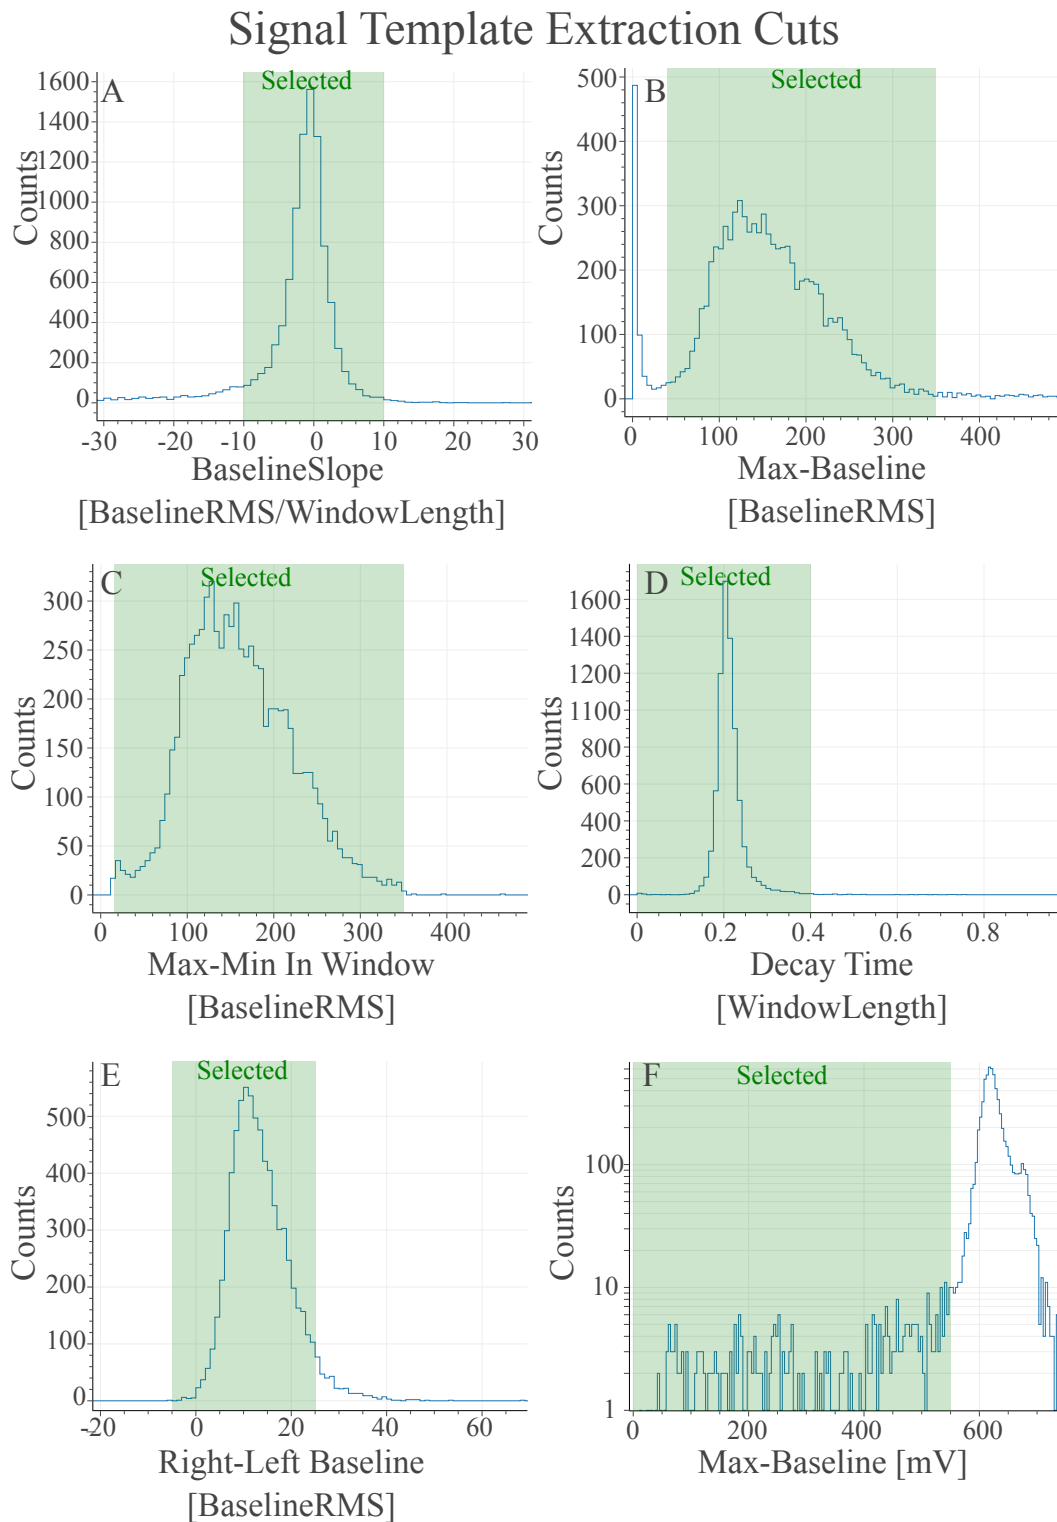 Signal Template Extraction Cuts
A
Selected
Counts
1600
1400
1200
1000
800
600
400
200
0
-30
-20
-10
0
10
20
30
BaselineSlope
[BaselineRMS/WindowLength]
B
Selected
Counts
500
400
300
200
100
0
0
100
200
300
400
Max-Baseline
[BaselineRMS]
C
Selected
Counts
300
250
200
150
100
50
0
0
100
200
300
400
Max-Min In Window
[BaselineRMS]
D
Selected
Counts
1600
1400
1200
1100
800
600
400
200
0
0
0.2
0.4
0.6
0.8
Decay Time
[WindowLength]
E
Selected
Counts
500
400
300
200
100
0
-20
0
20
40
60
Right-Left Baseline
[BaselineRMS]
F
Selected
Counts
100
10
1
0
200
400
600
Max-Baseline [mV]